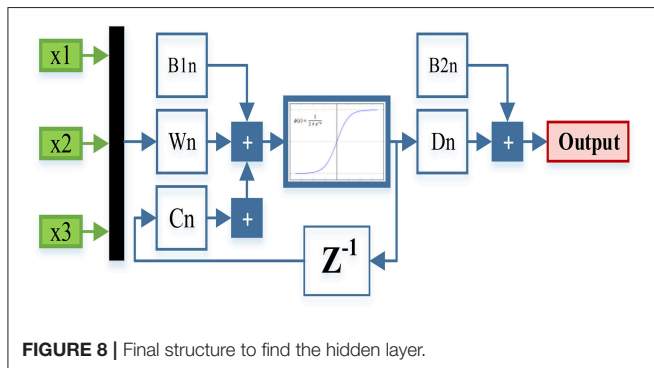 x1
x2
x3
B1n
Wn
Cn
+
+
Z⁻¹
B2n
Dn
+
Output
FIGURE 8 | Final structure to find the hidden layer.